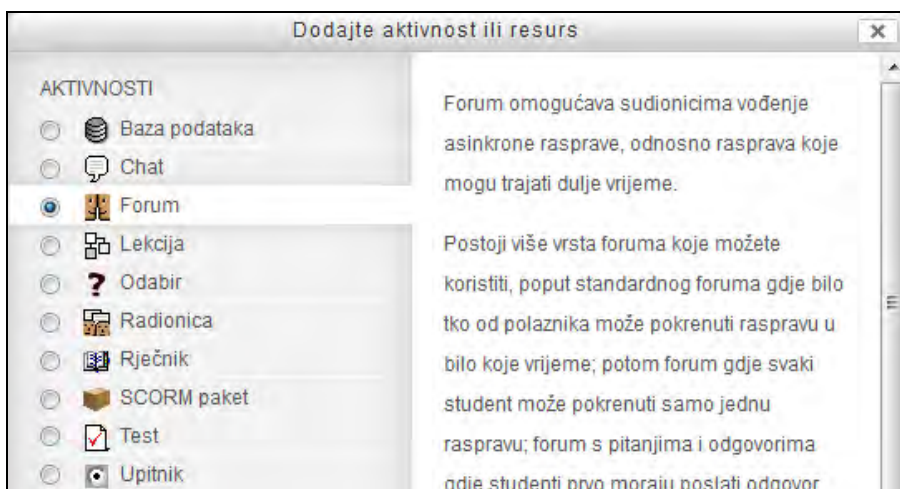 Dodajte aktivnost ili resurs
AKTIVNOSTI
Baza podataka
Chat
Forum
Lekcija
Odabir
Radionica
Rječnik
SCORM paket
Test
Upitnik
Forum omogućava sudionicima vođenje
asinkrone rasprave, odnosno rasprava koje
mogu trajati dulje vrijeme.
Postoji više vrsta foruma koje možete
koristiti, poput standardnog foruma gdje bilo
tko od polaznika može pokrenuti raspravu u
bilo koje vrijeme; potom forum gdje svaki
student može pokrenuti samo jednu
raspravu; forum s pitanjima i odgovorima
gdje studenti prvo moraju poslati odgovor